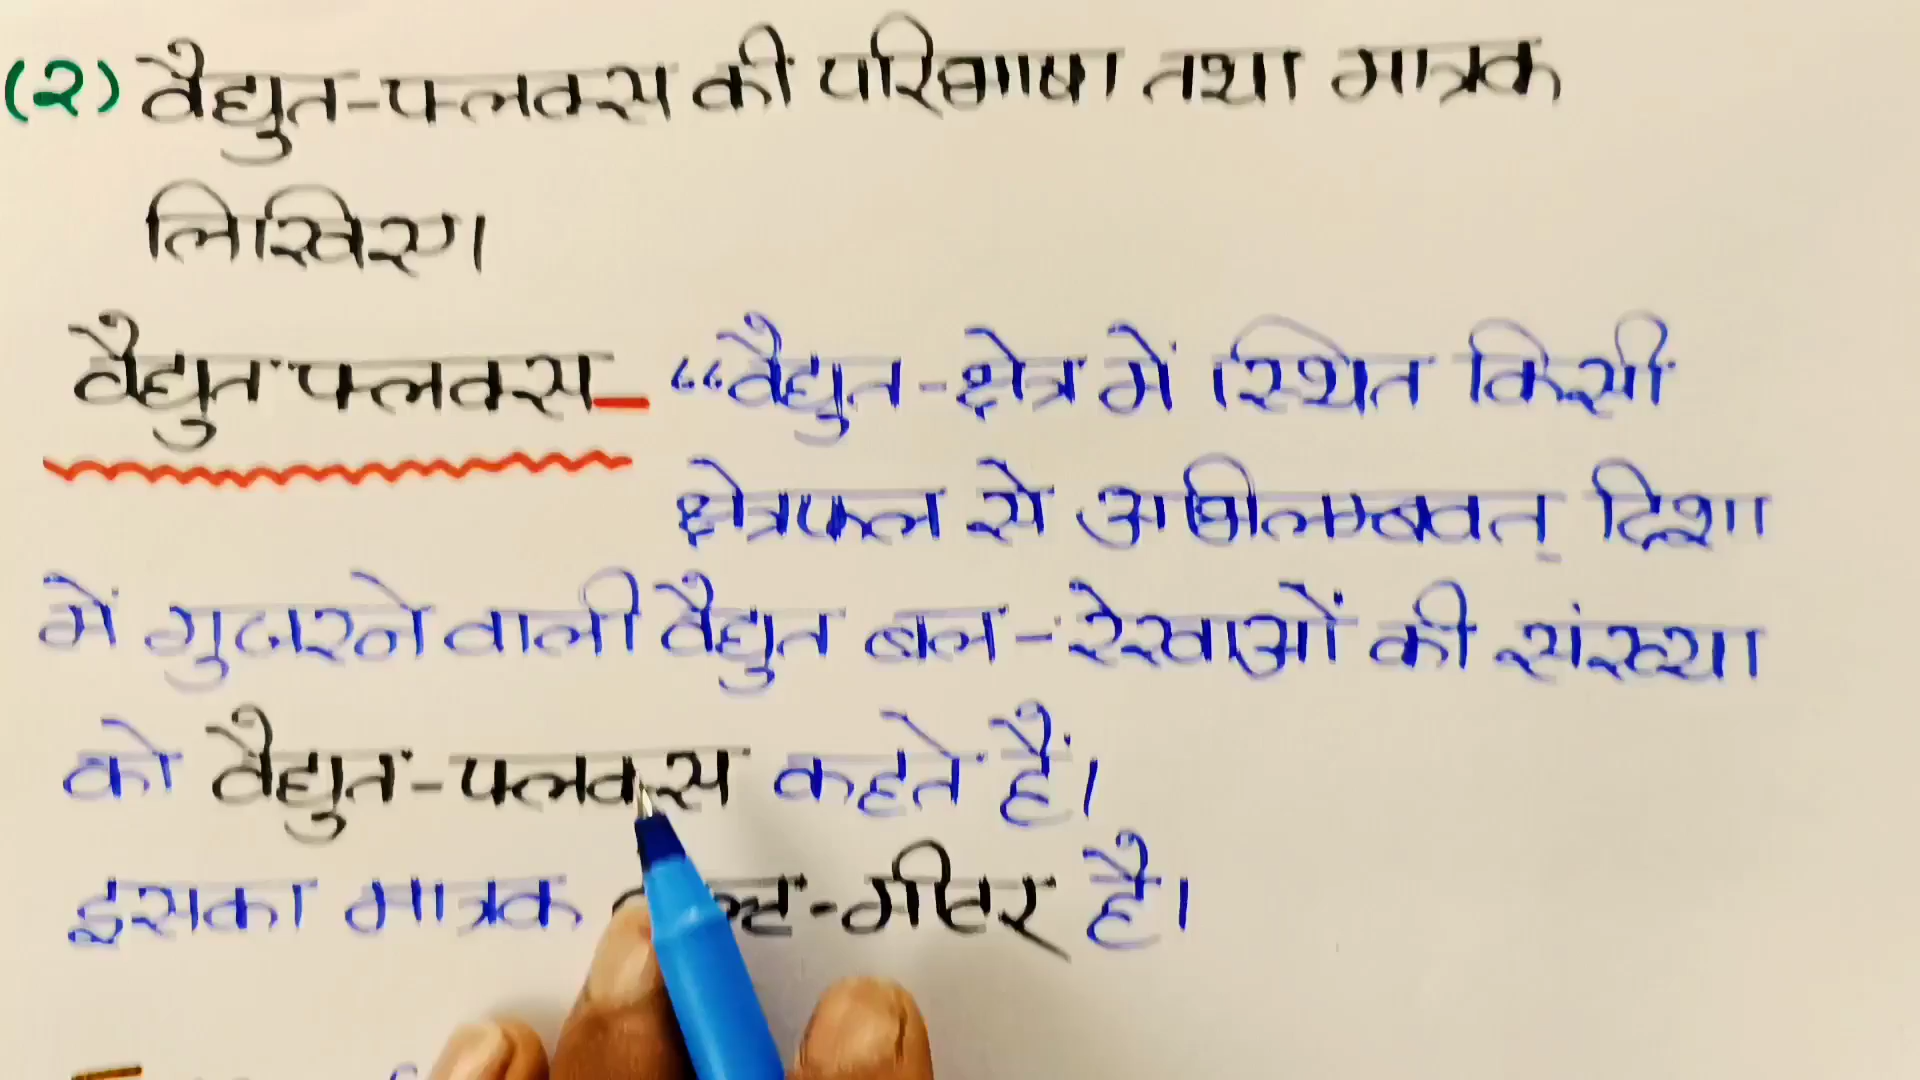 (२) वैद्युत-फ्लक्स की परिभाषा तथा मात्रक
लिखिए।
वैद्युत फ्लक्स- “वैद्युत-क्षेत्र में स्थित किसी
क्षेत्रफल से अभिलम्बवत् दिशा
में गुजरने वाली वैद्युत बल-रेखाओं की संख्या
को वैद्युत-फ्लक्स कहते हैं।
इसका मात्रक -मीटर है।